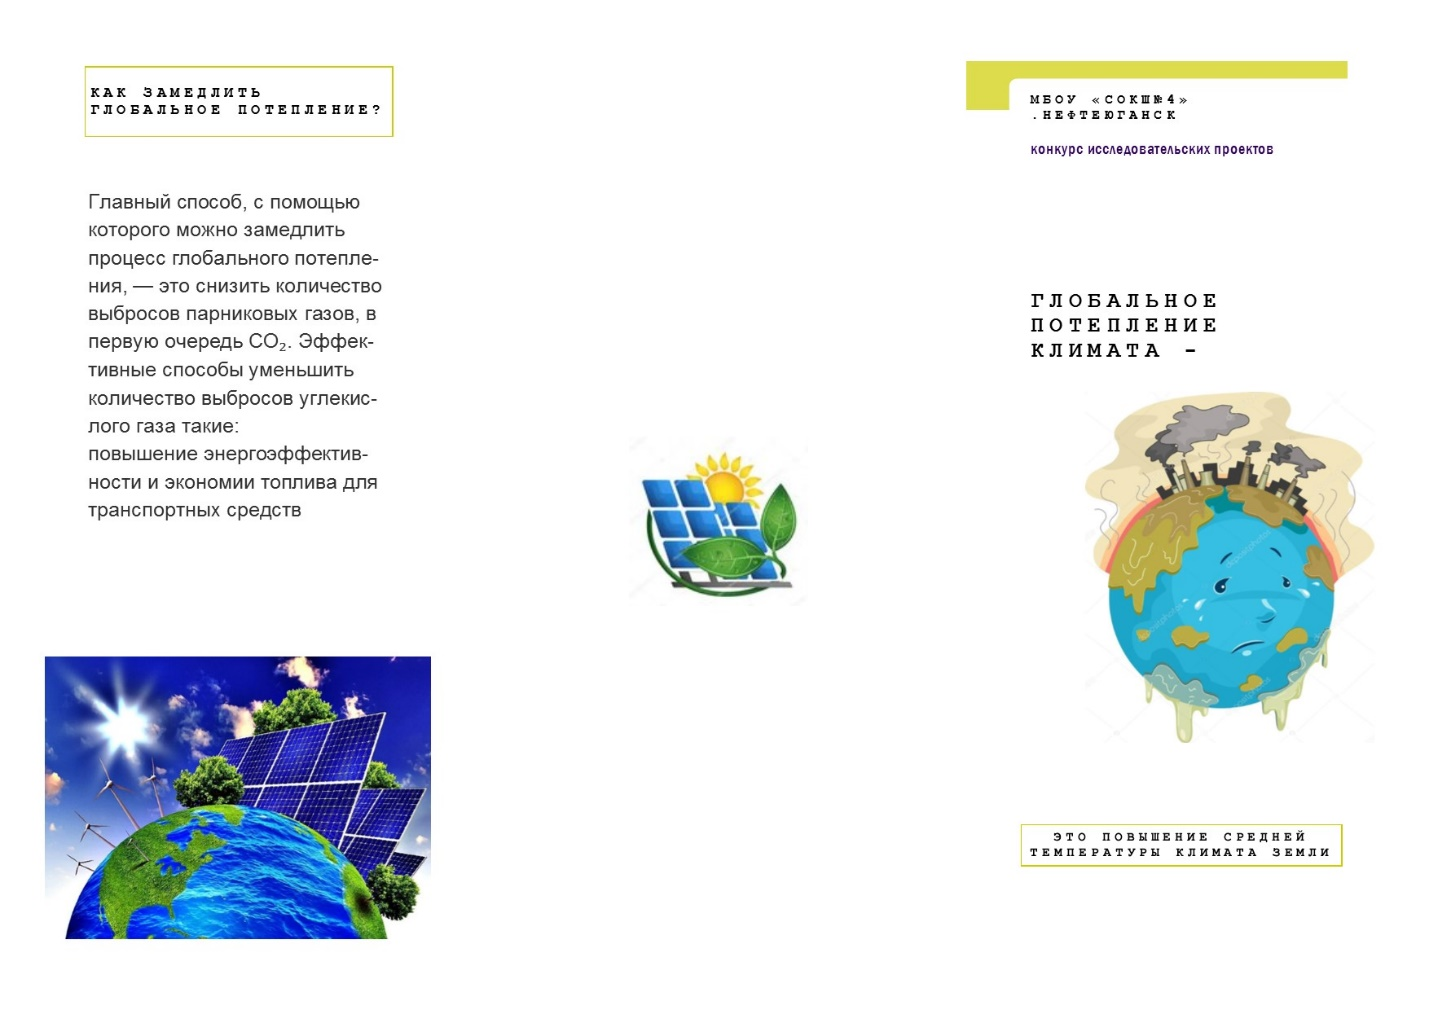 КАК ЗАМЕДЛИТЬ
ГЛОБАЛЬНОЕ ПОТЕПЛЕНИЕ?
Главный способ, с помощью
которого можно замедлить
процесс глобального потепле-
ния, — это снизить количество
выбросов парниковых газов, в
первую очередь CO₂. Эффек-
тивные способы уменьшить
количество выбросов углекис-
лого газа такие:
повышение энергоэффектив-
ности и экономии топлива для
транспортных средств
МБОУ «СОКШ№4»
.НЕФТЕЮГАНСК
конкурс исследовательских проектов
ГЛОБАЛЬНОЕ
ПОТЕПЛЕНИЕ
КЛИМАТА –
ЭТО ПОВЫШЕНИЕ СРЕДНЕЙ
ТЕМПЕРАТУРЫ КЛИМАТА ЗЕМЛИ